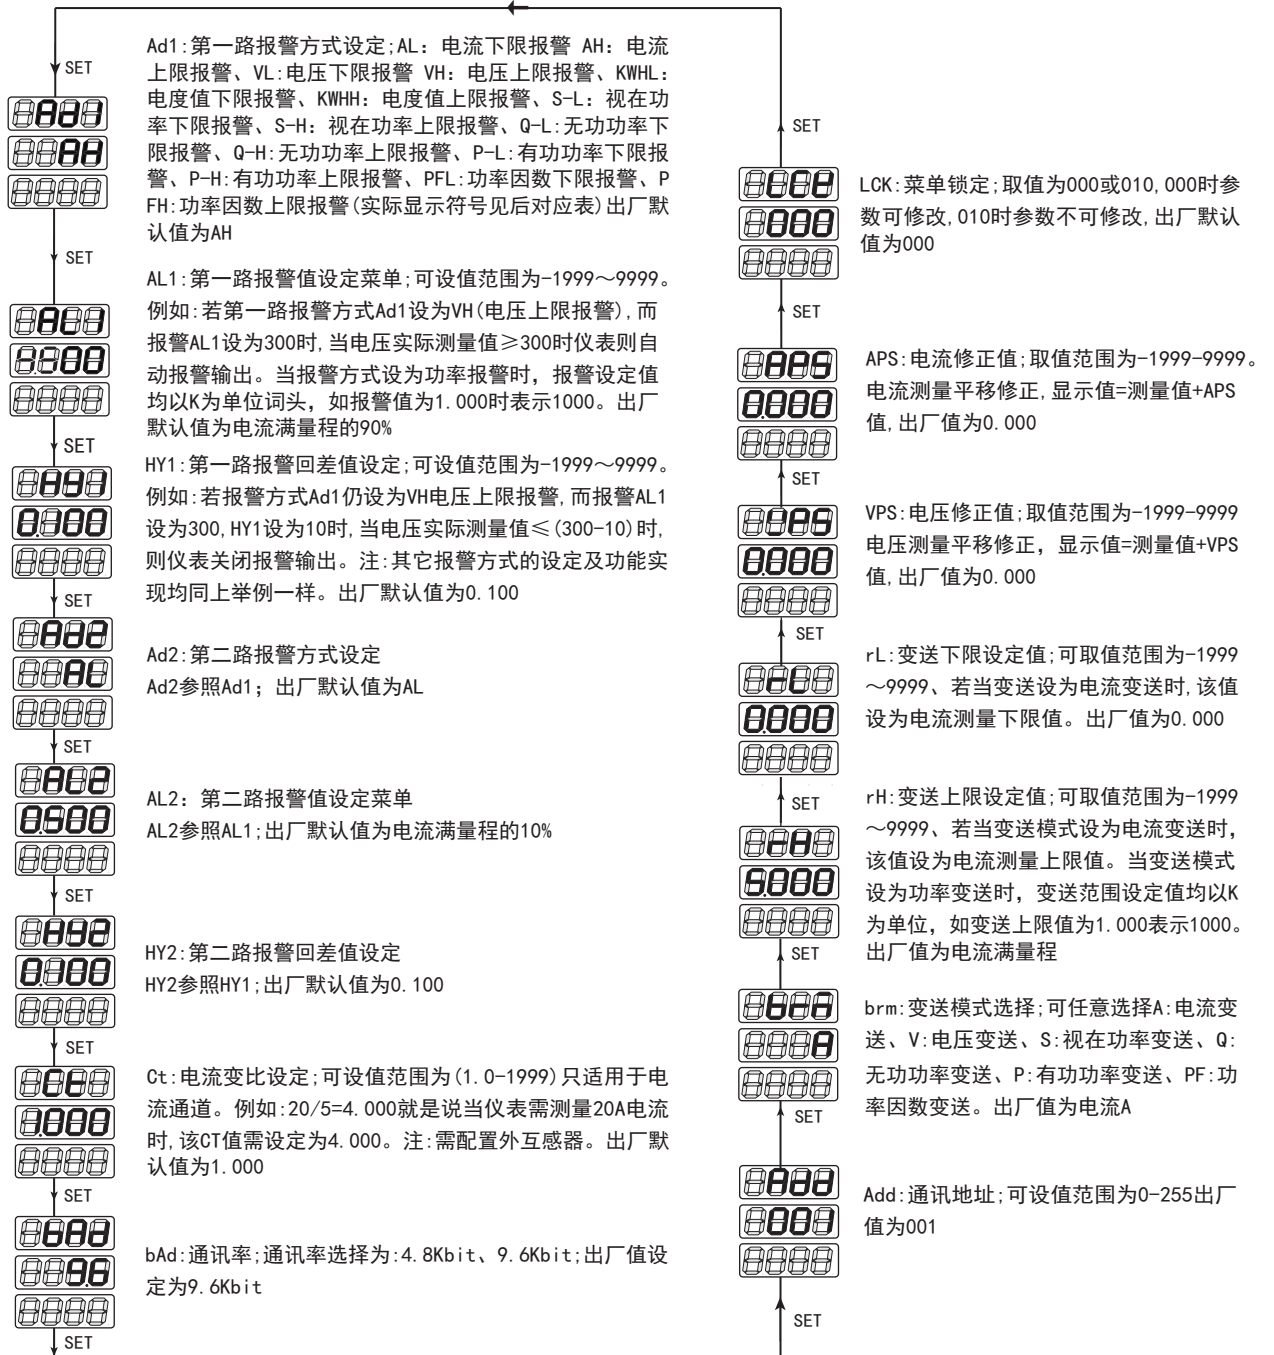 SET
Ad1
AH
Ad1:第一路报警方式设定;AL: 电流下限报警 AH: 电流
上限报警、VL:电压下限报警 VH: 电压上限报警、KWHL:
电度值下限报警、KWHH: 电度值上限报警、S-L: 视在功
率下限报警、S-H: 视在功率上限报警、Q-L:无功功率下
限报警、Q-H:无功功率上限报警、P-L:有功功率下限报
警、P-H:有功功率上限报警、PFL:功率因数下限报警、P
FH:功率因数上限报警(实际显示符号见后对应表)出厂默
认值为AH
SET
AL1
AL1:第一路报警值设定菜单;可设值范围为-1999～9999。
例如:若第一路报警方式Ad1设为VH(电压上限报警),而
报警AL1设为300时,当电压实际测量值≥300时仪表则自
动报警输出。当报警方式设为功率报警时，报警设定值
均以K为单位词头，如报警值为1.000时表示1000。出厂
默认值为电流满量程的90%
SET
HY1
0.100
HY1:第一路报警回差值设定;可设值范围为-1999～9999。
例如:若报警方式Ad1仍设为VH电压上限报警,而报警AL1
设为300,HY1设为10时,当电压实际测量值≤(300-10)时,
则仪表关闭报警输出。注:其它报警方式的设定及功能实
现均同上举例一样。出厂默认值为0.100
SET
Ad2
AL
Ad2:第二路报警方式设定
Ad2参照Ad1；出厂默认值为AL
SET
AL2
0.500
AL2: 第二路报警值设定菜单
AL2参照AL1;出厂默认值为电流满量程的10%
SET
HY2
0.100
HY2:第二路报警回差值设定
HY2参照HY1;出厂默认值为0.100
SET
Ct
1.000
Ct:电流变比设定;可设值范围为(1.0-1999)只适用于电
流通道。例如:20/5=4.000就是说当仪表需测量20A电流
时,该CT值需设定为4.000。注:需配置外互感器。出厂默
认值为1.000
SET
bAd
9.6
bAd:通讯率;通讯率选择为:4.8Kbit、9.6Kbit;出厂值设
定为9.6Kbit
SET
SET
LCK
000
LCK:菜单锁定;取值为000或010,000时参
数可修改,010时参数不可修改,出厂默认
值为000
SET
APS
0.000
APS:电流修正值;取值范围为-1999-9999。
电流测量平移修正,显示值=测量值+APS
值,出厂值为0.000
SET
VPS
0.000
VPS:电压修正值;取值范围为-1999-9999
电压测量平移修正，显示值=测量值+VPS
值,出厂值为0.000
SET
rL
0.000
rL:变送下限设定值;可取值范围为-1999
～9999、若当变送设为电流变送时,该值
设为电流测量下限值。出厂值为0.000
SET
rH
5.000
rH:变送上限设定值;可取值范围为-1999
～9999、若当变送模式设为电流变送时，
该值设为电流测量上限值。当变送模式
设为功率变送时，变送范围设定值均以K
为单位，如变送上限值为1.000表示1000。
出厂值为电流满量程
SET
brm
A
brm:变送模式选择;可任意选择A:电流变
送、V:电压变送、S:视在功率变送、Q:
无功功率变送、P:有功功率变送、PF:功
率因数变送。出厂值为电流A
SET
Add
001
Add:通讯地址;可设值范围为0-255出厂
值为001
SET